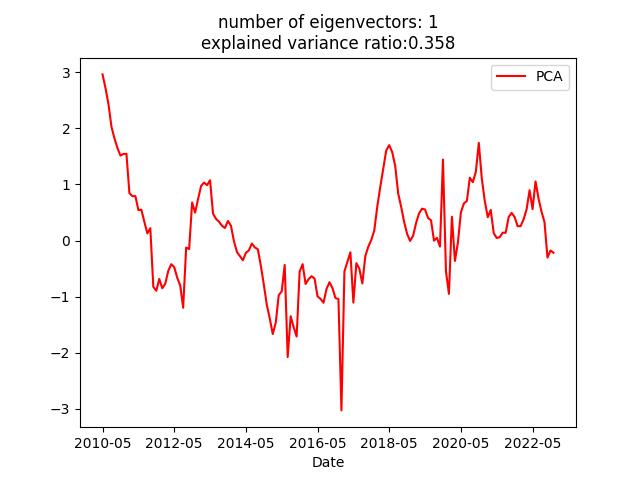 number of eigenvectors: 1
explained variance ratio:0.358
PCA
3
2
1
0
−1
−2
−3
2010-05 2012-05 2014-05 2016-05 2018-05 2020-05 2022-05
Date